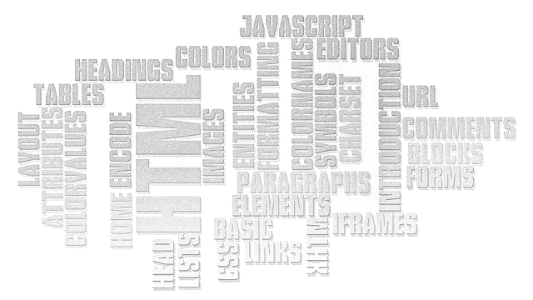 JAVASCRIPT
COLORS
EDITORS
HEADINGS
TABLES
LAYOUT
ATTRIBUTES
COLORVALUES
HOME
ENCODE
HTML
IMAGES
ENTITIES
FORMATTING
COLORNAMES
SYMBOLS
CHARSET
INTRODUCTION
URL
COMMENTS
BLOCKS
FORMS
PARAGRAPHS
ELEMENTS
IFRAMES
BASIC
LINKS
XHTML
HEAD
LISTS
CSS